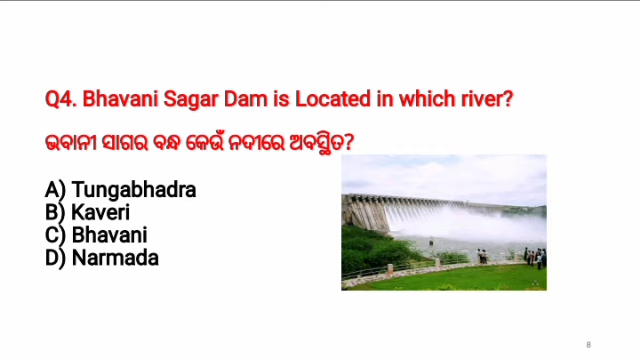 Q4. Bhavani Sagar Dam is Located in which river?
ଭବାନୀ ସାଗର ବନ୍ଧ କେଉଁ ନଦୀରେ ଅବସ୍ଥିତ?
A) Tungabhadra
B) Kaveri
C) Bhavani
D) Narmada
8